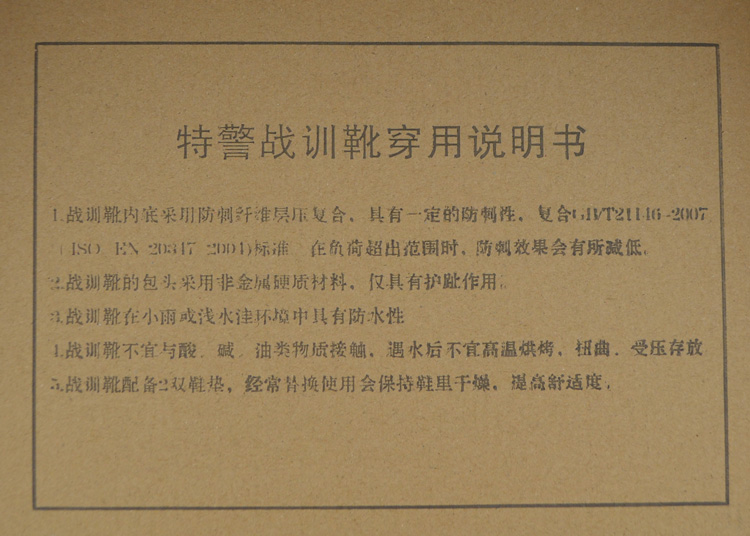 特警战训靴穿用说明书
1.战训靴内底采用防刺纤维层压复合，具有一定的防刺性，复合GB/T21146-2007
(ISO EN 20347 2004)标准 在负荷超出范围时，防刺效果会有所减低。
2.战训靴的包头采用非金属硬质材料，仅具有护趾作用。
3.战训靴在小雨或浅水洼环境中具有防水性
4.战训靴不宜与酸、碱、油类物质接触，遇水后不宜高温烘烤，扭曲，受压存放
5.战训靴配备2双鞋垫，经常替换使用会保持鞋里干燥，提高舒适度。